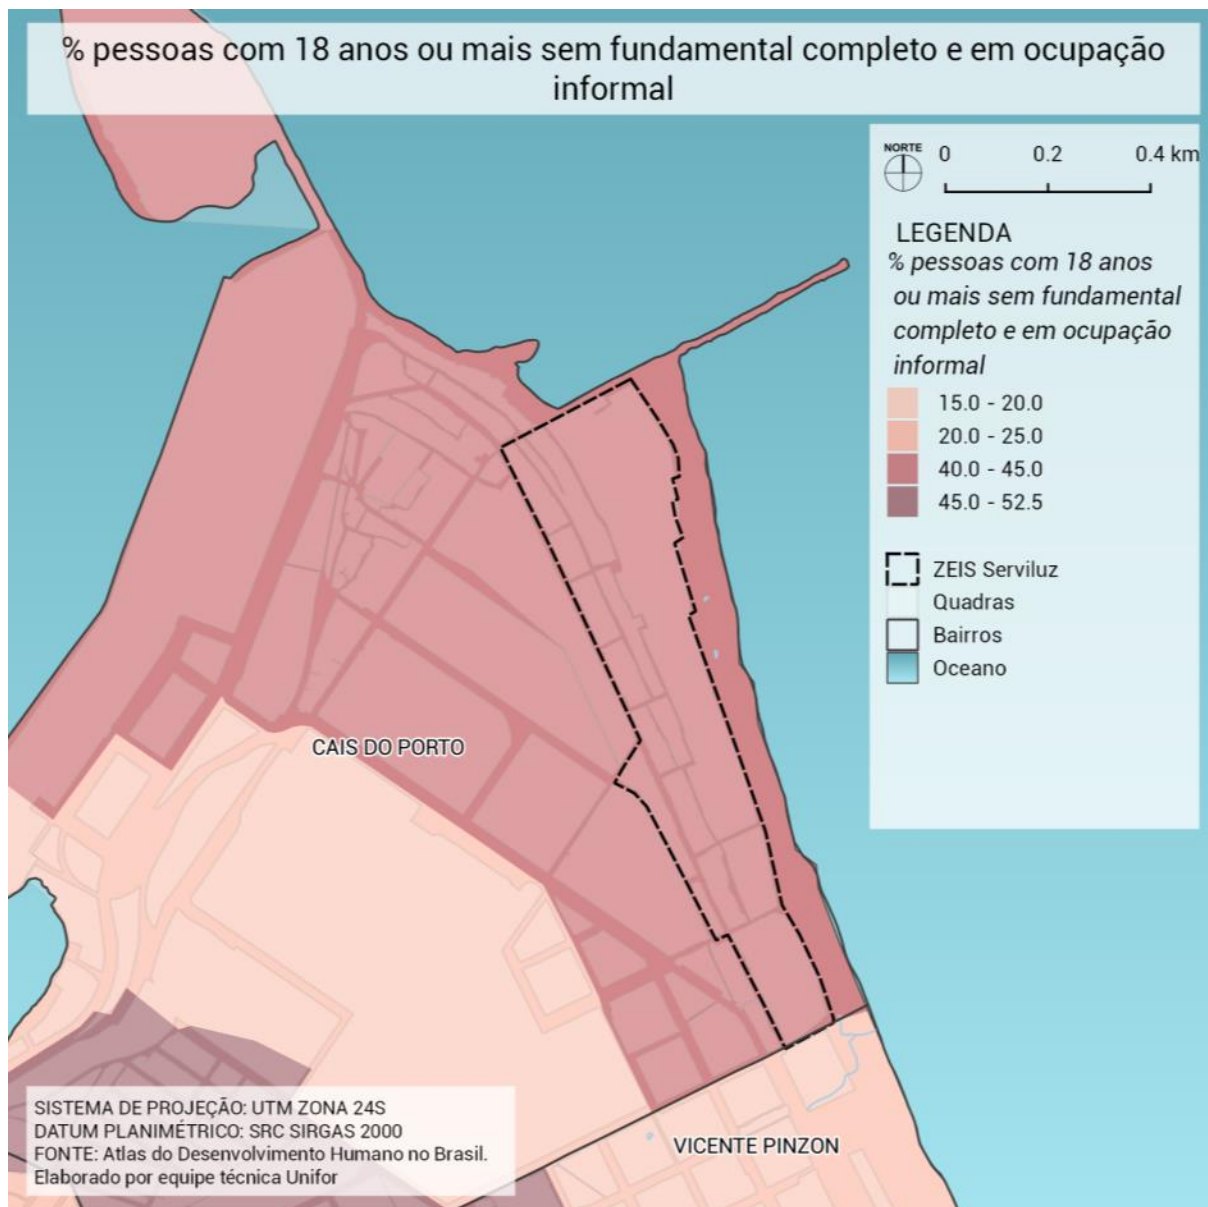 % pessoas com 18 anos ou mais sem fundamental completo e em ocupação
informal
NORTE
0 0.2 0.4 km
LEGENDA
% pessoas com 18 anos
ou mais sem fundamental
completo e em ocupação
informal
15.0 - 20.0
20.0 - 25.0
40.0 - 45.0
45.0 - 52.5
ZEIS Serviluz
Quadras
Bairros
Oceano
CAIS DO PORTO
VICENTE PINZON
SISTEMA DE PROJEÇÃO: UTM ZONA 24S
DATUM PLANIMÉTRICO: SRC SIRGAS 2000
FONTE: Atlas do Desenvolvimento Humano no Brasil.
Elaborado por equipe técnica Unifor